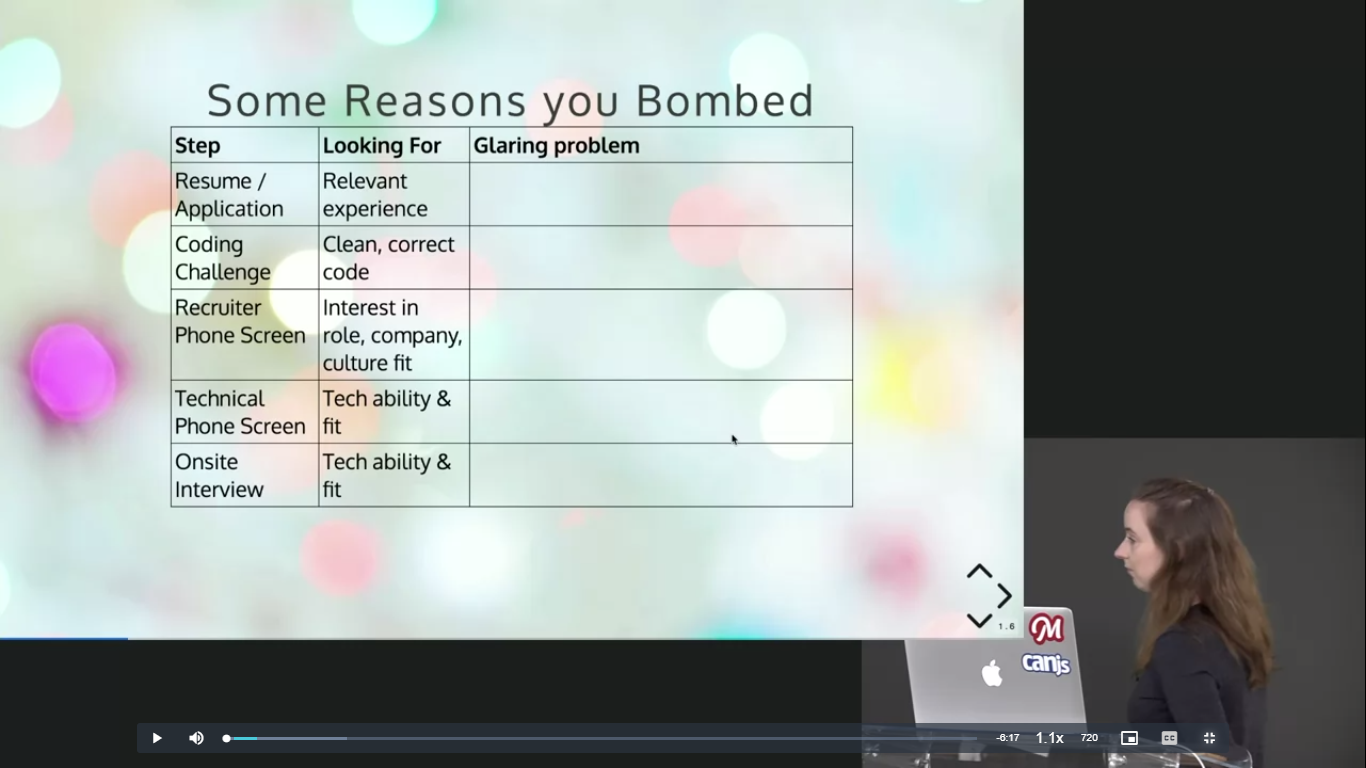 Some Reasons you Bombed
Step Looking For Glaring problem
Resume / Relevant
Application experience
Coding Clean, correct
Challenge code
Recruiter Interest in
Phone Screen role, company,
culture fit
Technical Tech ability &
Phone Screen fit
Onsite Tech ability &
Interview fit
1.6
M
canjs
-6:17 1.1x 720 CC